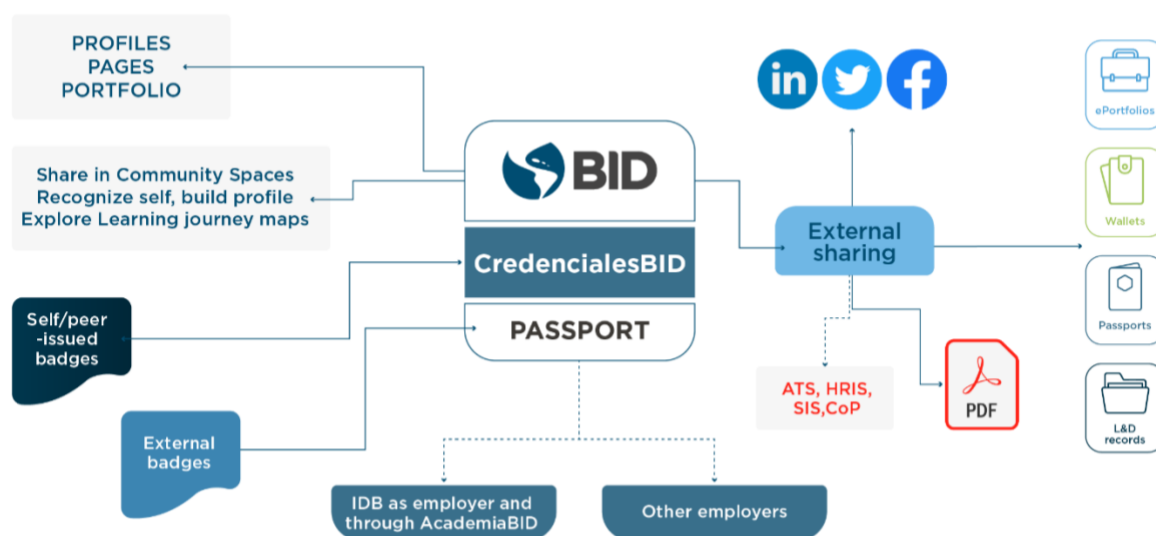 PROFILES
PAGES
PORTFOLIO
Share in Community Spaces
Recognize self, build profile
Explore Learning journey maps
Self/peer
-issued
badges
External
badges
BID
CredencialesBID
PASSPORT
IDB as employer and
through AcademiaBID
Other employers
in
f
External
sharing
ATS, HRIS,
SIS,CoP
PDF
ePortfolios
Wallets
Passports
L&D
records